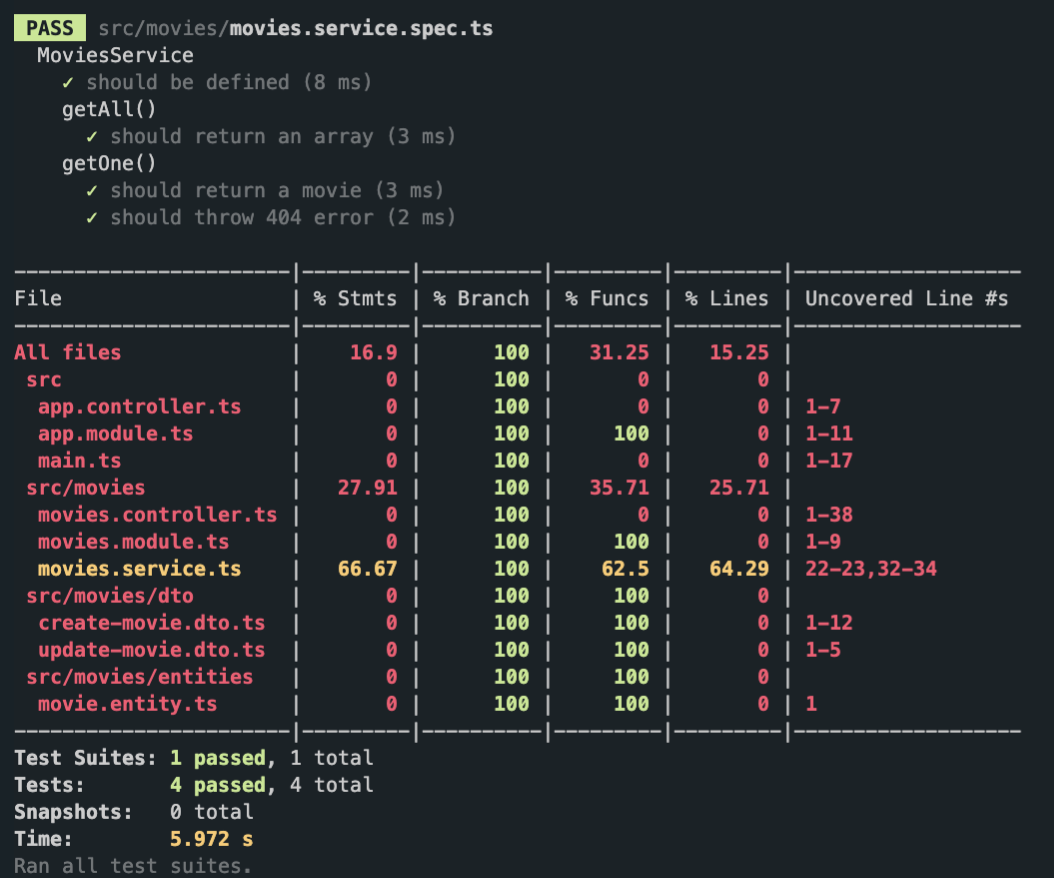 PASS src/movies/movies.service.spec.ts
MoviesService
✓ should be defined (8 ms)
getAll()
✓ should return an array (3 ms)
getOne()
✓ should return a movie (3 ms)
✓ should throw 404 error (2 ms)
-----------------------|---------|----------|---------|---------|-------------------
File | % Stmts | % Branch | % Funcs | % Lines | Uncovered Line #s
-----------------------|---------|----------|---------|---------|-------------------
All files | 16.9 | 100 | 31.25 | 15.25 |
src | 0 | 100 | 0 | 0 |
app.controller.ts | 0 | 100 | 0 | 0 | 1-7
app.module.ts | 0 | 100 | 100 | 0 | 1-11
main.ts | 0 | 100 | 0 | 0 | 1-17
src/movies | 27.91 | 100 | 35.71 | 25.71 |
movies.controller.ts | 0 | 100 | 0 | 0 | 1-38
movies.module.ts | 0 | 100 | 100 | 0 | 1-9
movies.service.ts | 66.67 | 100 | 62.5 | 64.29 | 22-23,32-34
src/movies/dto | 0 | 100 | 100 | 0 |
create-movie.dto.ts | 0 | 100 | 100 | 0 | 1-12
update-movie.dto.ts | 0 | 100 | 100 | 0 | 1-5
src/movies/entities | 0 | 100 | 100 | 0 |
movie.entity.ts | 0 | 100 | 100 | 0 | 1
-----------------------|---------|----------|---------|---------|-------------------
Test Suites: 1 passed, 1 total
Tests: 4 passed, 4 total
Snapshots: 0 total
Time: 5.972 s
Ran all test suites.